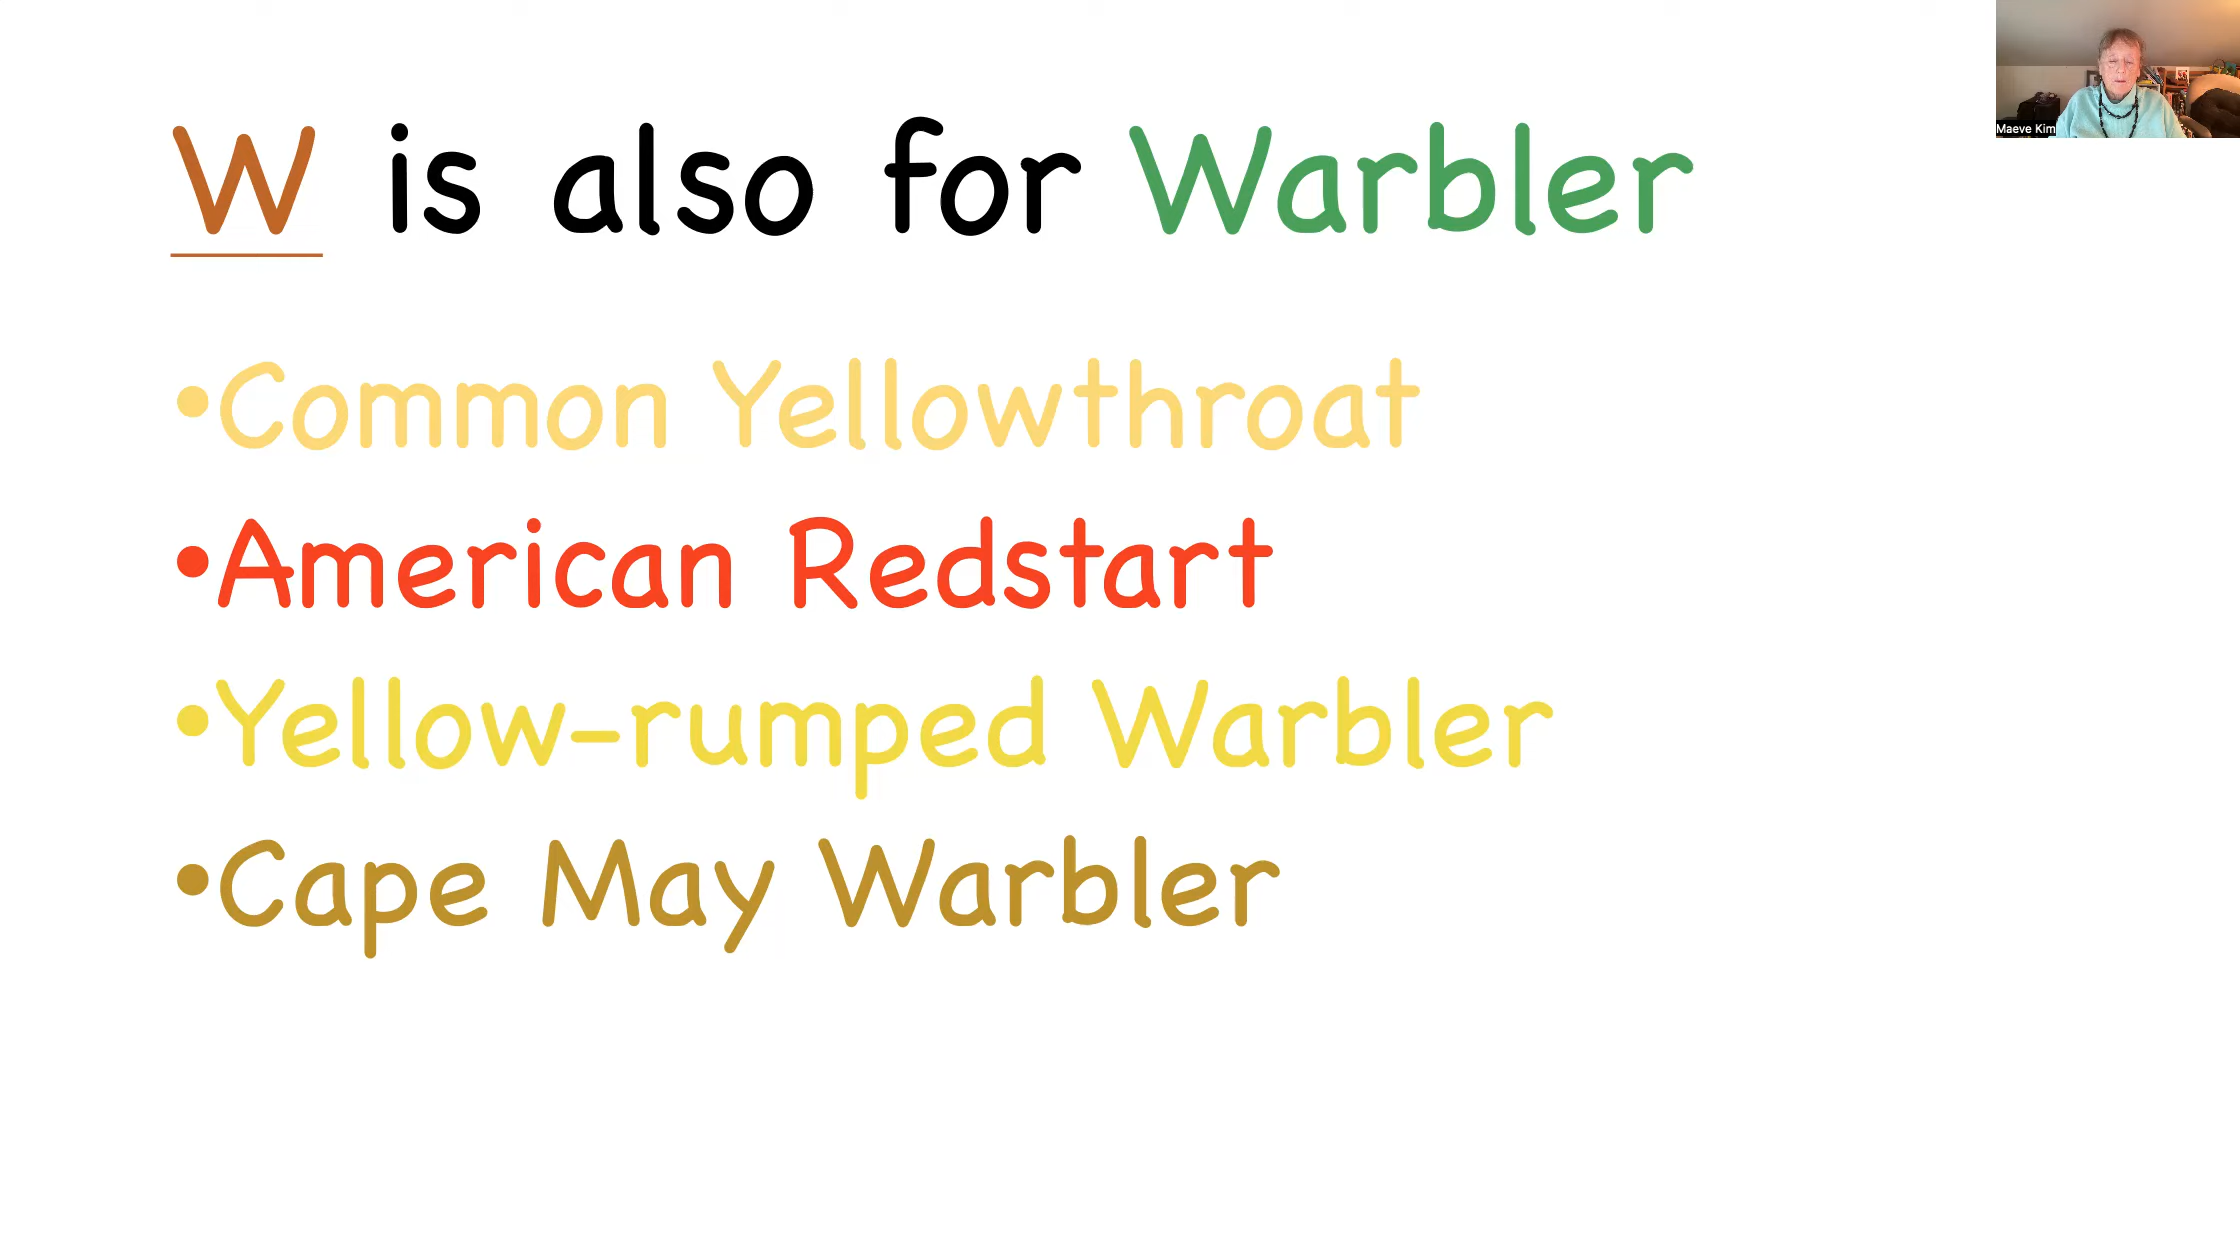 W is also for Warbler
Maeve Kim
•Common Yellowthroat
•American Redstart
•Yellow-rumped Warbler
•Cape May Warbler